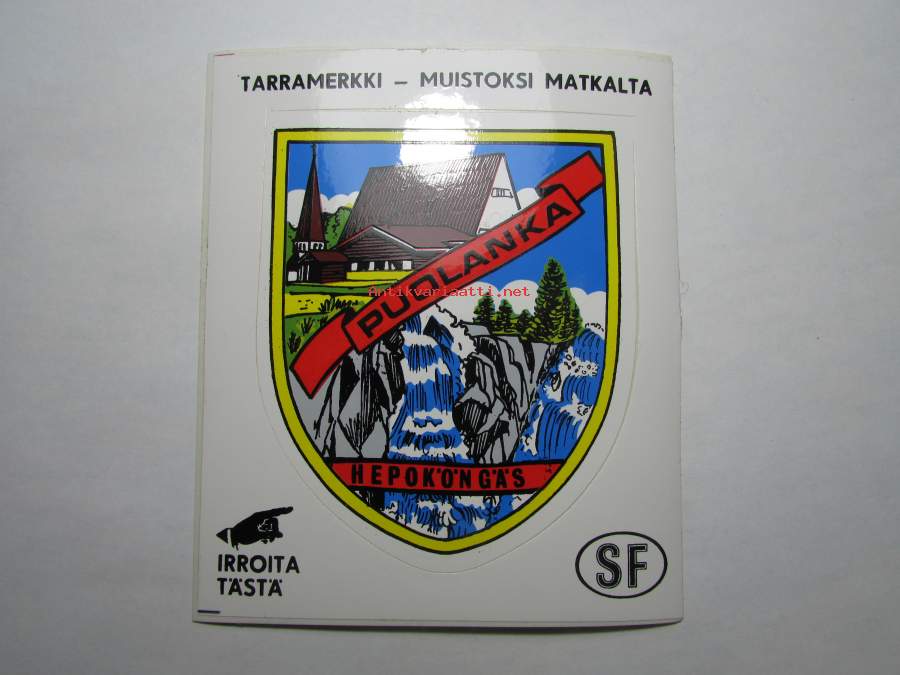 TARRAMERKKI – MUISTOKSI MATKALTA
PUOLANKA
Antikvariaatti.net
HEPOKÖNGÄS
IRROITA
TÄSTÄ
SF